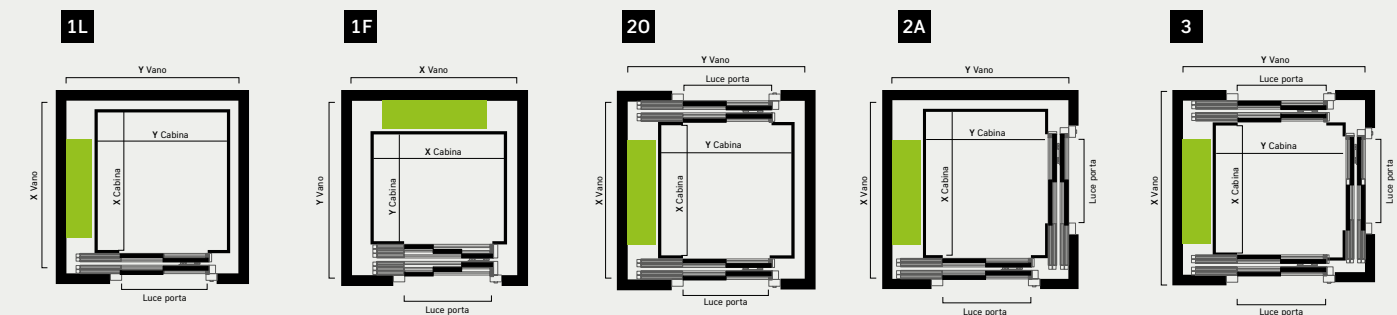 1L
Y Vano
X Vano
Y Cabina
X Cabina
Luce porta
1F
X Vano
Y Vano
X Cabina
Y Cabina
Luce porta
2O
Y Vano
Luce porta
X Vano
Y Cabina
X Cabina
Luce porta
2A
Y Vano
X Vano
Y Cabina
X Cabina
Luce porta
Luce porta
3
Y Vano
Luce porta
X Vano
Y Cabina
X Cabina
Luce porta
Luce porta